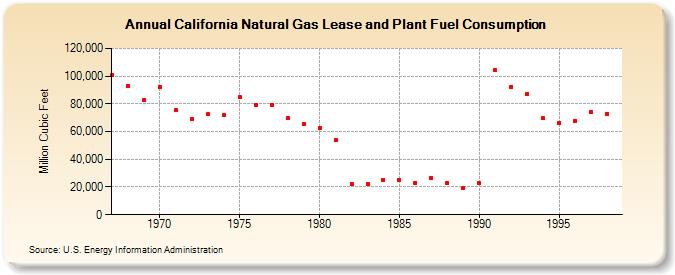 Annual California Natural Gas Lease and Plant Fuel Consumption
Million Cubic Feet
120,000
100,000
80,000
60,000
40,000
20,000
0
1970 1975 1980 1985 1990 1995
Source: U.S. Energy Information Administration